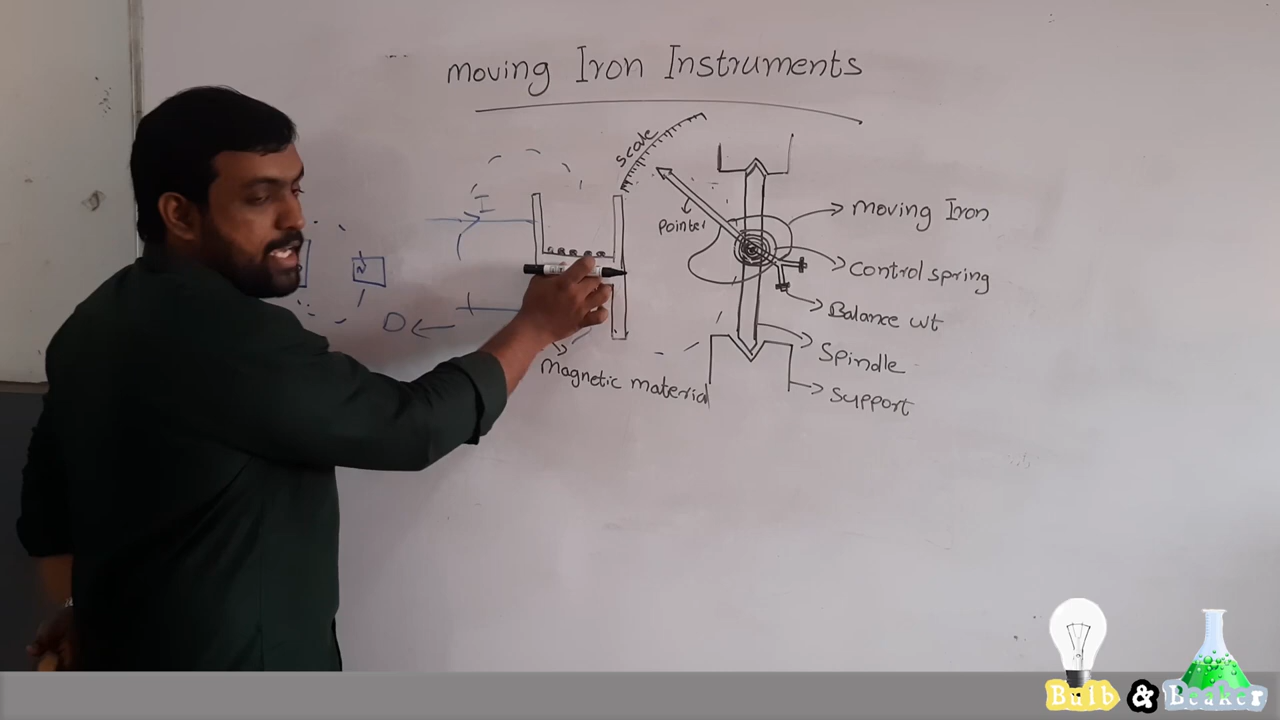 Moving Iron Instruments
scale
I
Pointer
Moving Iron
N
control spring
Balance wt
D
Spindle
Magnetic material
Support
Bulb & Beaker